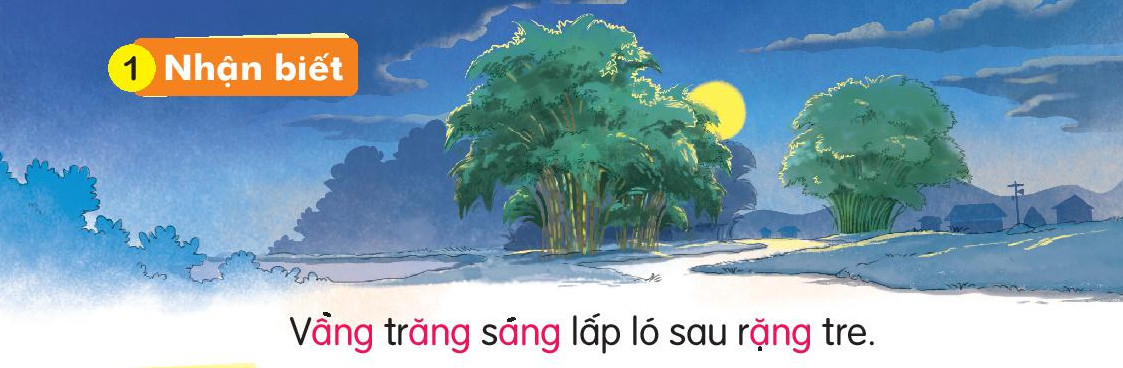 1 Nhận biết
Vầng trăng sáng lấp ló sau rặng tre.